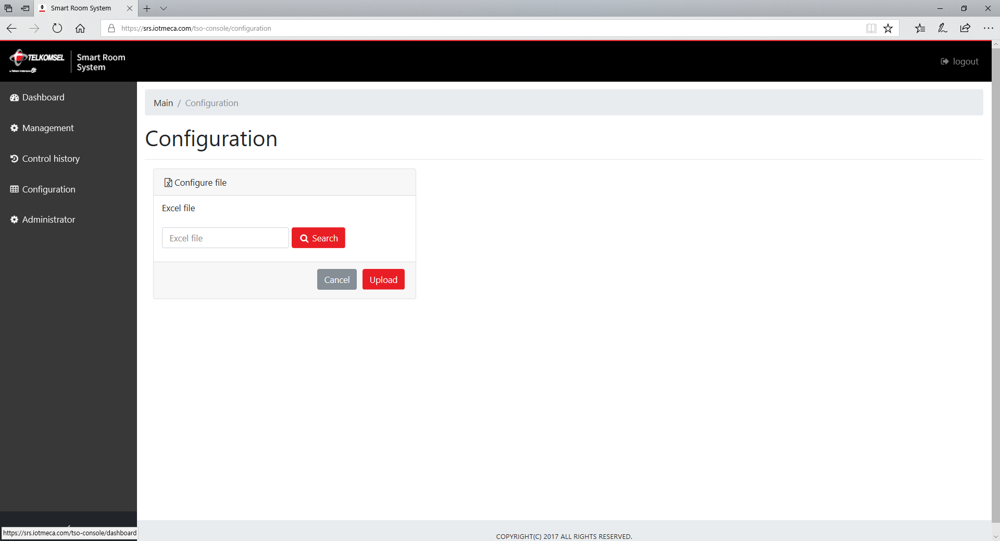 Smart Room System
https://srs.iotmeca.com/tso-console/configuration
TELKOMSEL
Smart Room
System
logout
Dashboard
Management
Control history
Configuration
Administrator
Main / Configuration
Configuration
Configure file
Excel file
Excel file
Search
Cancel
Upload
https://srs.iotmeca.com/tso-console/dashboard
COPYRIGHT(C) 2017 ALL RIGHTS RESERVED.